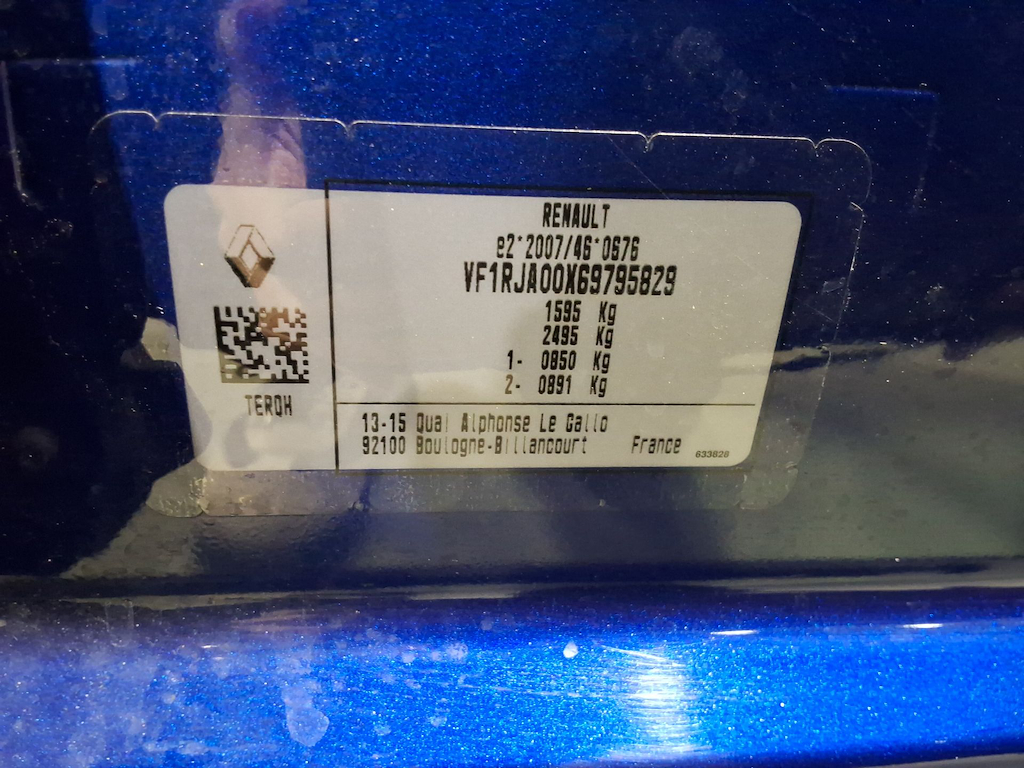 RENAULT
e2*2007/46*0676
VF1RJA00X69795829
1595 Kg
2495 Kg
1- 0850 Kg
2- 0891 Kg
TERQH
13-15 Quai Alphonse Le Gallo
92100 Boulogne-Billancourt France
633828